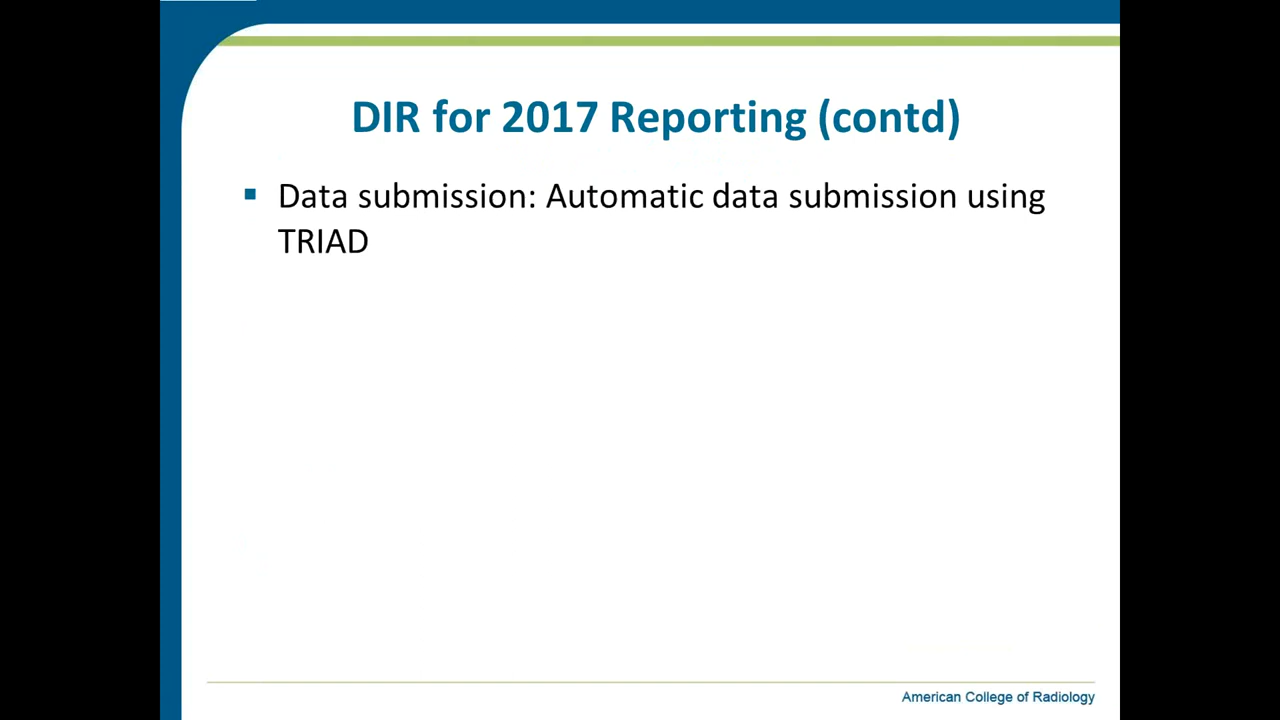 DIR for 2017 Reporting (contd)
▪ Data submission: Automatic data submission using
TRIAD
American College of Radiology